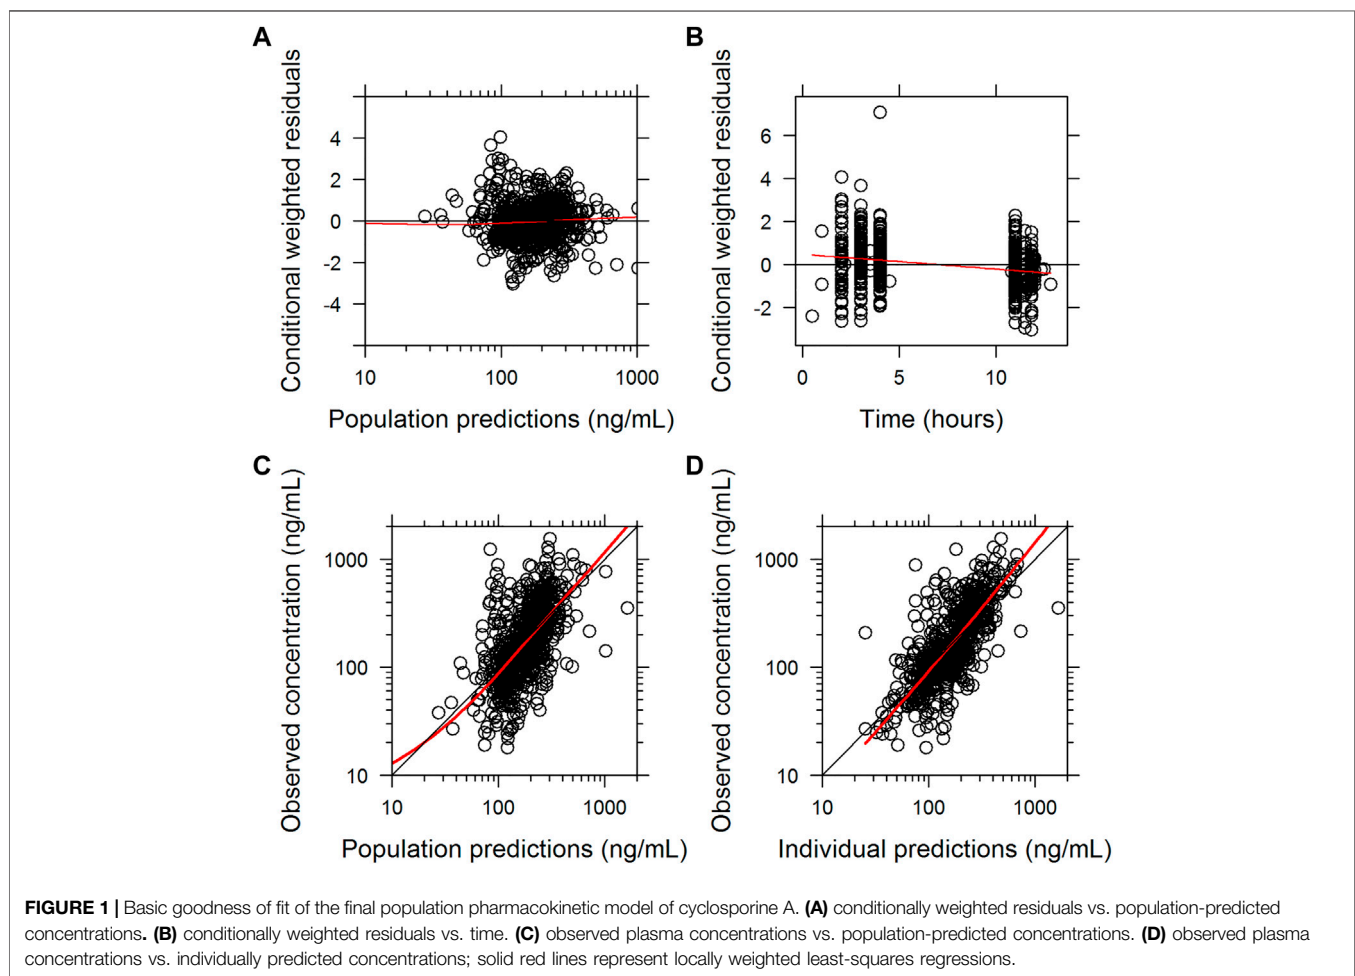 A
Conditional weighted residuals
4
2
0
-2
-4
10
100
1000
Population predictions (ng/mL)
B
Conditional weighted residuals
6
4
2
0
-2
0
5
10
Time (hours)
C
Observed concentration (ng/mL)
1000
100
10
10
100
1000
Population predictions (ng/mL)
D
Observed concentration (ng/mL)
1000
100
10
10
100
1000
Individual predictions (ng/mL)
FIGURE 1 | Basic goodness of fit of the final population pharmacokinetic model of cyclosporine A. (A) conditionally weighted residuals vs. population-predicted
concentrations. (B) conditionally weighted residuals vs. time. (C) observed plasma concentrations vs. population-predicted concentrations. (D) observed plasma
concentrations vs. individually predicted concentrations; solid red lines represent locally weighted least-squares regressions.